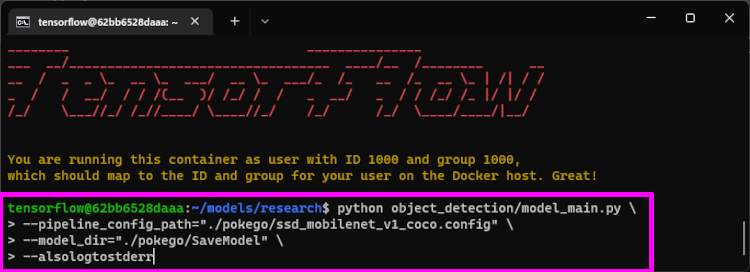 tensorflow@62bb6528daaa: ~
TensorFlow
You are running this container as user with ID 1000 and group 1000,
which should map to the ID and group for your user on the Docker host. Great!
tensorflow@62bb6528daaa:~/models/research$ python object_detection/model_main.py \
> --pipeline_config_path="./pokego/ssd_mobilenet_v1_coco.config" \
> --model_dir="./pokego/SaveModel" \
> --alsologtostderr